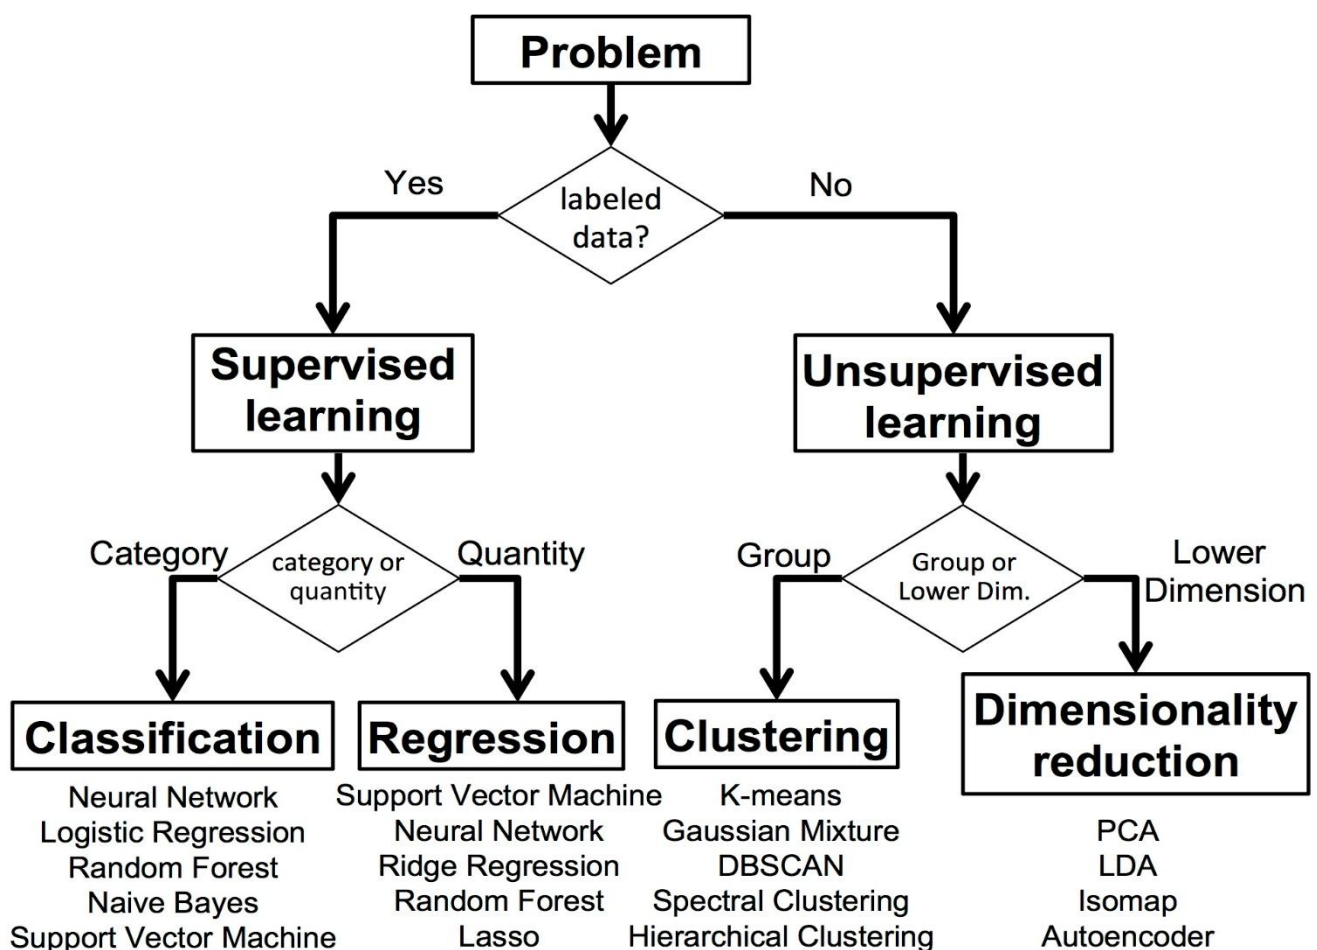 Problem
Yes
labeled
data?
No
Supervised
learning
Unsupervised
learning
Category
category or
quantity
Quantity
Group
Group or
Lower Dim.
Lower
Dimension
Classification
Neural Network
Logistic Regression
Random Forest
Naive Bayes
Support Vector Machine
Regression
Support Vector Machine
Neural Network
Ridge Regression
Random Forest
Lasso
Clustering
K-means
Gaussian Mixture
DBSCAN
Spectral Clustering
Hierarchical Clustering
Dimensionality
reduction
PCA
LDA
Isomap
Autoencoder